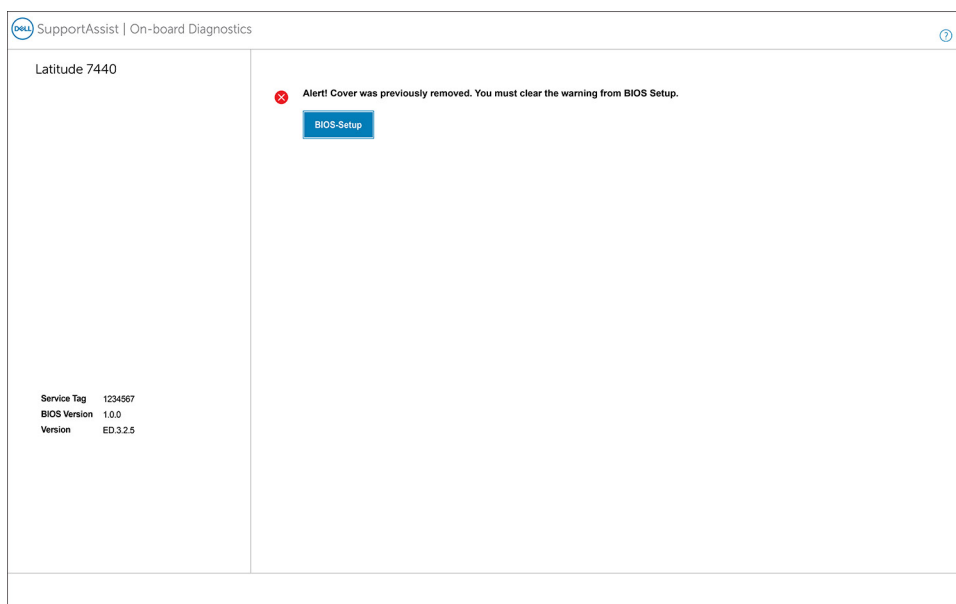 DELL SupportAssist | On-board Diagnostics
?
Latitude 7440
Alert! Cover was previously removed. You must clear the warning from BIOS Setup.
BIOS-Setup
Service Tag 1234567
BIOS Version 1.0.0
Version ED.3.2.5